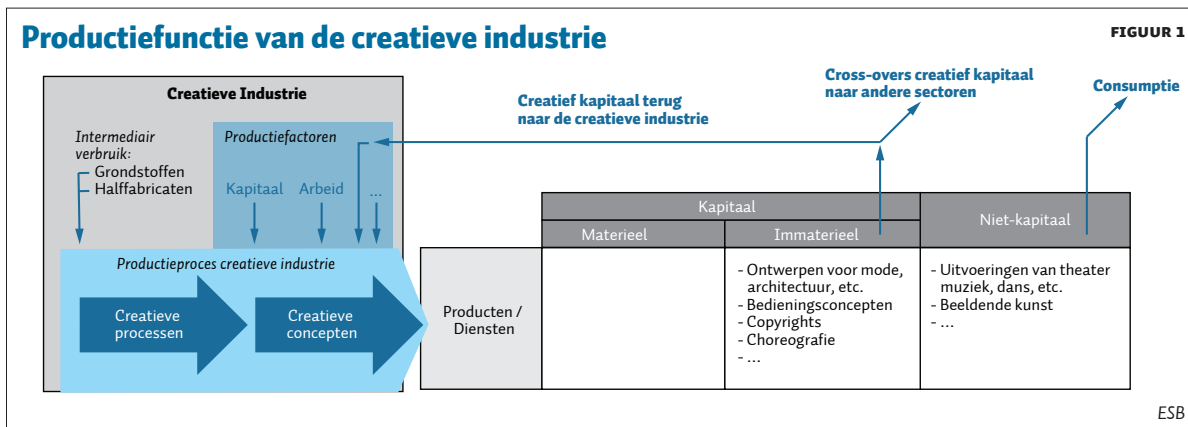 Productiefunctie van de creatieve industrie
FIGUUR 1
Creatieve Industrie
Intermediair
verbruik:
Grondstoffen
Halffabricaten
Productiefactoren
Kapitaal
Arbeid
...
Creatief kapitaal terug
naar de creatieve industrie
Cross-overs creatief kapitaal
naar andere sectoren
Consumptie
Productieproces creatieve industrie
Creatieve
processen
Creatieve
concepten
Producten /
Diensten
Kapitaal
Niet-kapitaal
Materieel
Immaterieel
- Ontwerpen voor mode,
architectuur, etc.
- Bedieningsconcepten
- Copyrights
- Choreografie
- ...
- Uitvoeringen van theater
muziek, dans, etc.
- Beeldende kunst
- ...
ESB